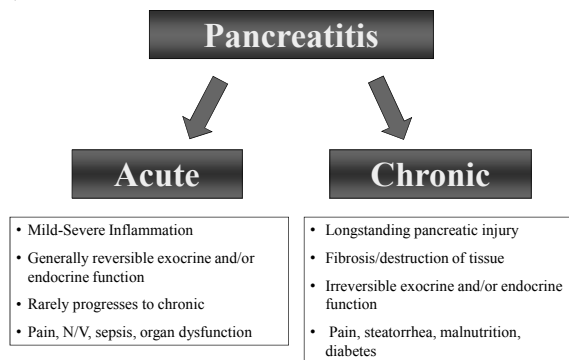 Pancreatitis
Acute
• Mild-Severe Inflammation
• Generally reversible exocrine and/or
endocrine function
• Rarely progresses to chronic
• Pain, N/V, sepsis, organ dysfunction
Chronic
• Longstanding pancreatic injury
• Fibrosis/destruction of tissue
• Irreversible exocrine and/or endocrine
function
• Pain, steatorrhea, malnutrition,
diabetes